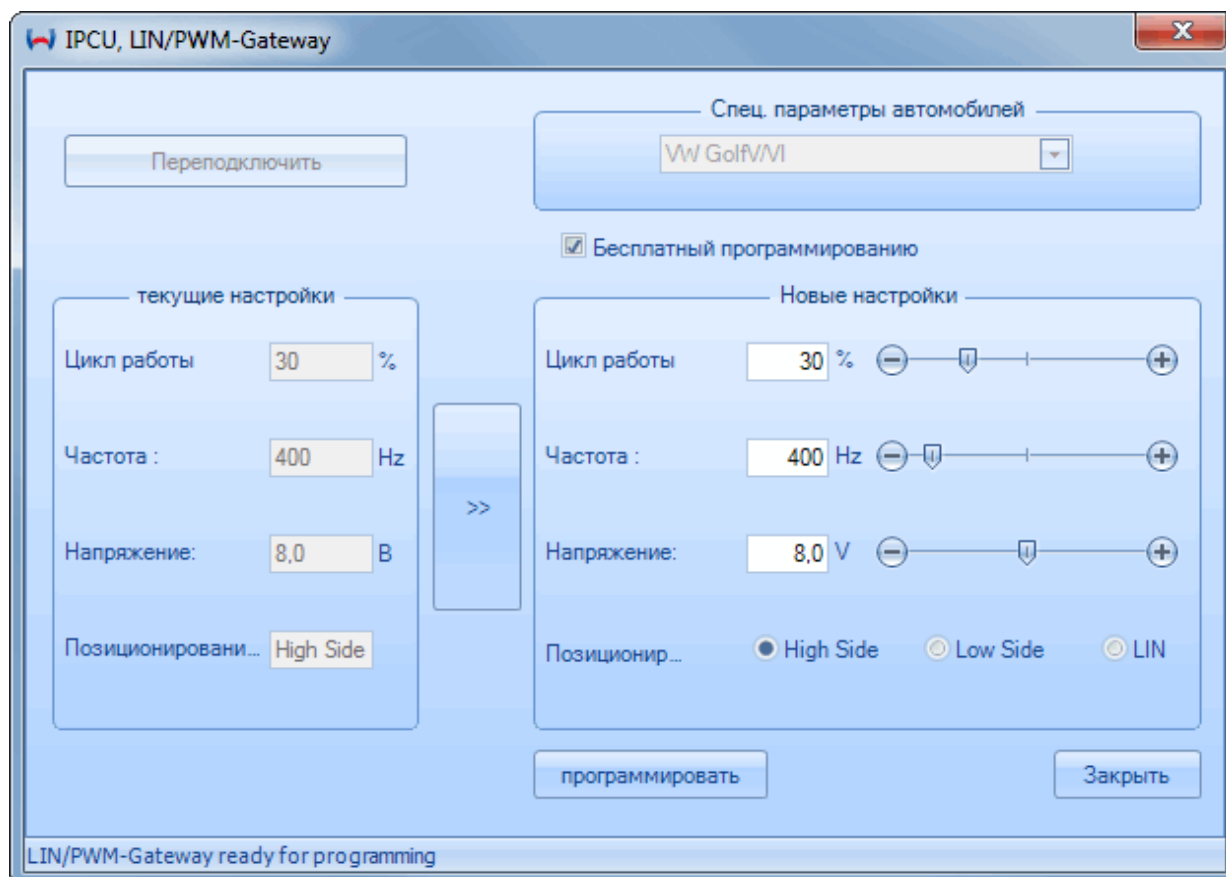 IPCU, LIN/PWM-Gateway
x
Переподключить
Спец. параметры автомобилей
VW GolfV/VI
Бесплатный программированию
текущие настройки
Цикл работы 30 %
Частота : 400 Hz
Напряжение: 8,0 В
Позиционировани... High Side
>>
Новые настройки
Цикл работы 30 %
Частота : 400 Hz
Напряжение: 8,0 V
Позиционир... High Side Low Side LIN
программировать
Закрыть
LIN/PWM-Gateway ready for programming